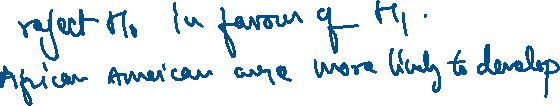 reject H₀ in favour of H₁.
African American are more likely to develop